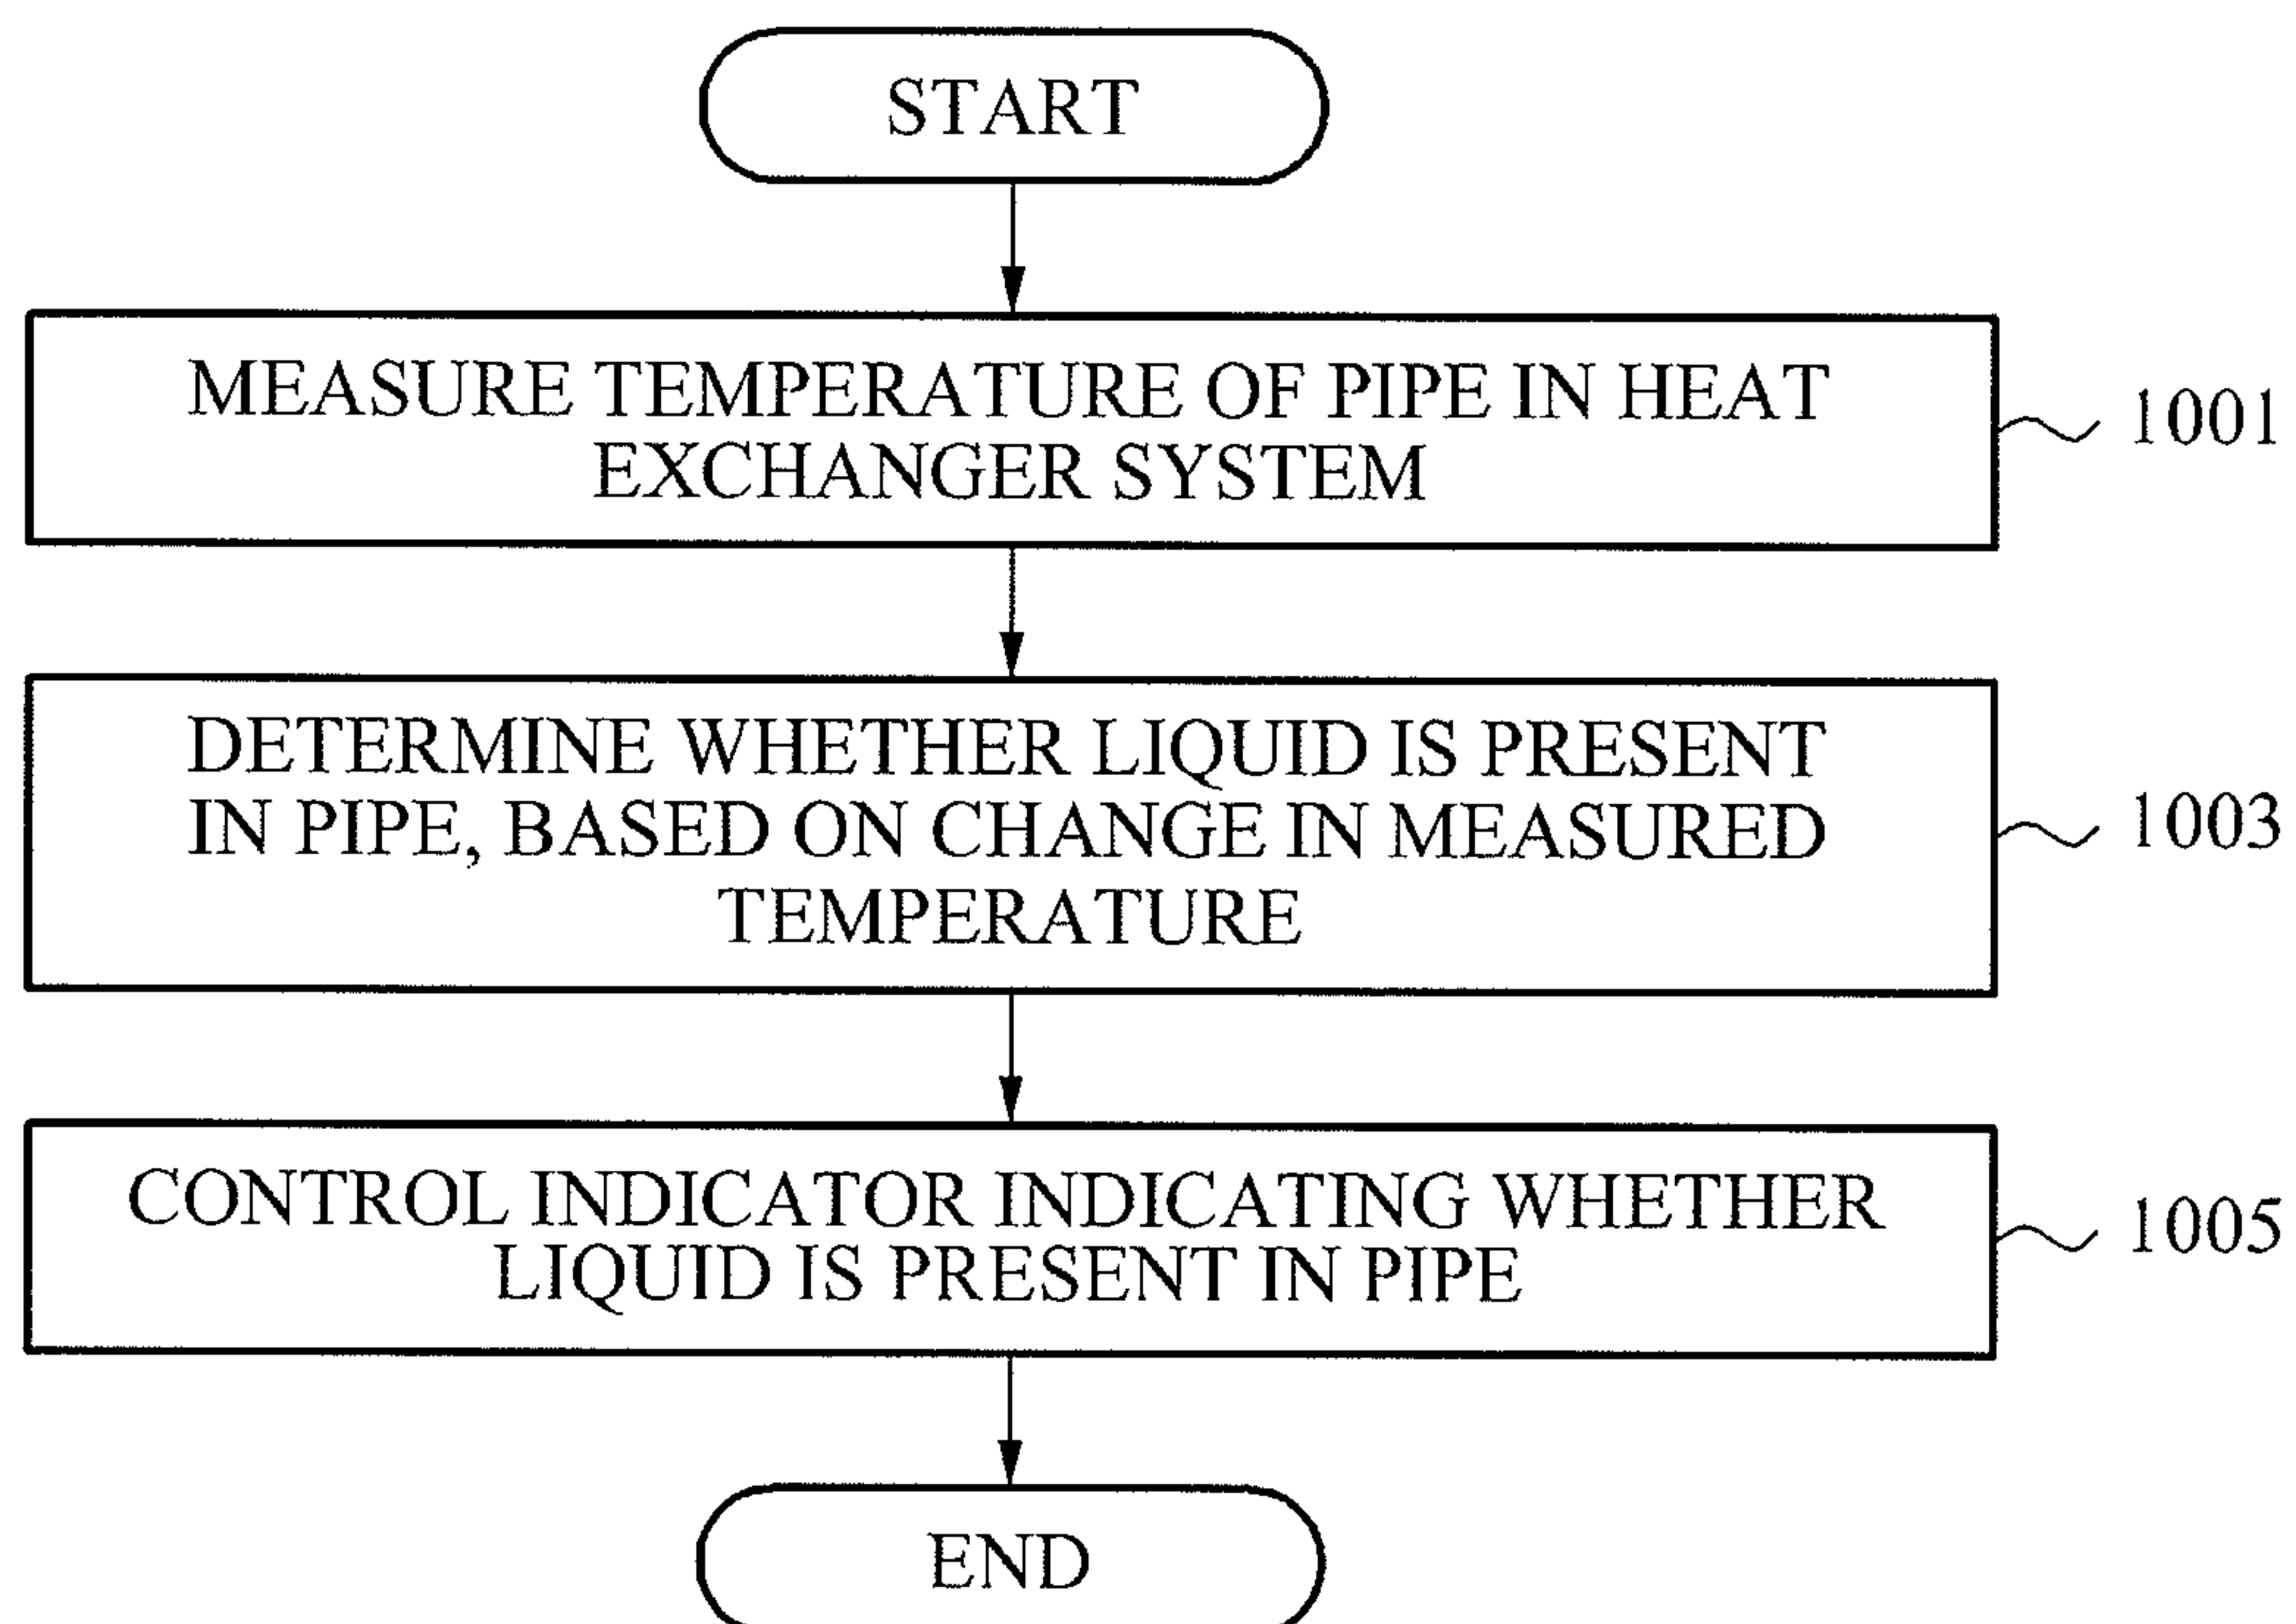 START
MEASURE TEMPERATURE OF PIPE IN HEAT
EXCHANGER SYSTEM
1001
DETERMINE WHETHER LIQUID IS PRESENT
IN PIPE, BASED ON CHANGE IN MEASURED
TEMPERATURE
1003
CONTROL INDICATOR INDICATING WHETHER
LIQUID IS PRESENT IN PIPE
1005
END